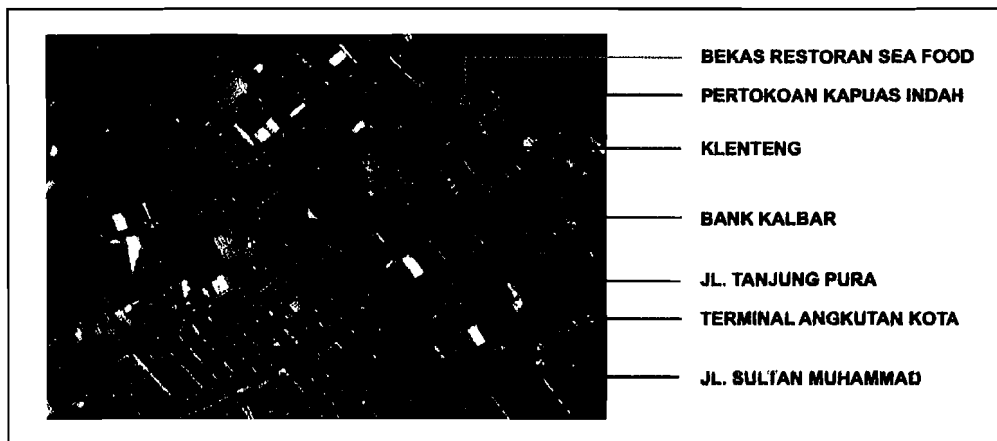 BEKAS RESTORAN SEA FOOD
PERTOKOAN KAPUAS INDAH
KLENTENG
BANK KALBAR
JL. TANJUNG PURA
TERMINAL ANGKUTAN KOTA
JL. SULTAN MUHAMMAD